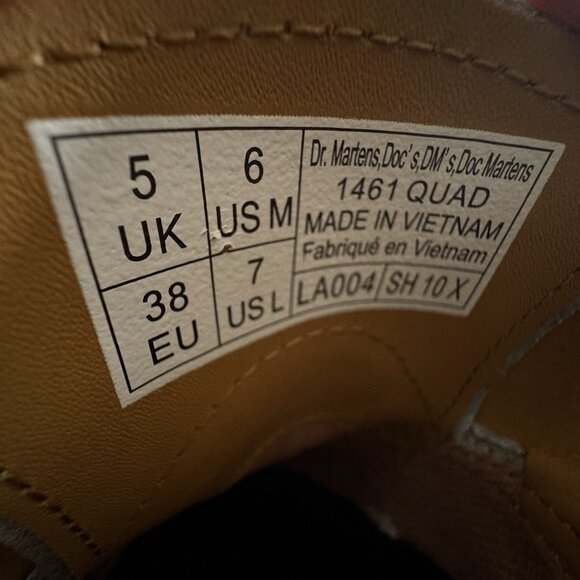 5
UK
6
US M
38
EU
7
US L
Dr. Martens,Doc's,DM's,Doc Martens
1461 QUAD
MADE IN VIETNAM
Fabriqué en Vietnam
LA004 SH 10 X